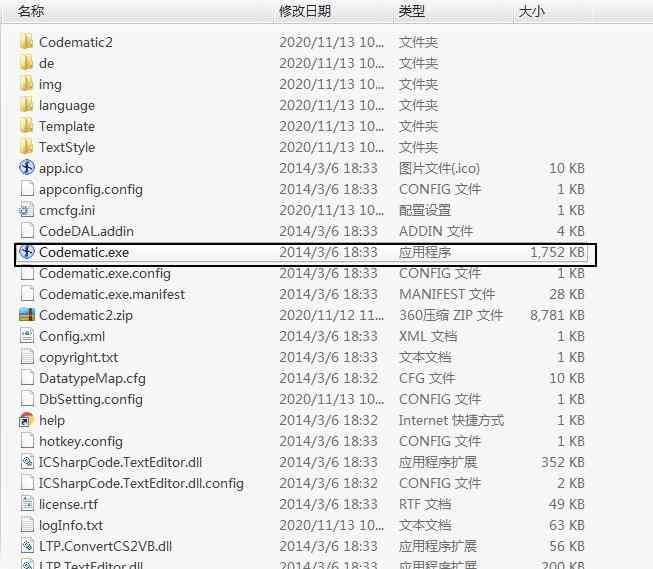 名称 修改日期 类型 大小
Codematic2 2020/11/13 10... 文件夹
de 2020/11/13 10... 文件夹
img 2020/11/13 10... 文件夹
language 2020/11/13 10... 文件夹
Template 2020/11/13 10... 文件夹
TextStyle 2020/11/13 10... 文件夹
app.ico 2014/3/6 18:33 图片文件(.ico) 10 KB
appconfig.config 2014/3/6 18:33 CONFIG 文件 1 KB
cmcfg.ini 2020/11/13 10... 配置设置 1 KB
CodeDAL.addin 2014/3/6 18:33 ADDIN 文件 4 KB
Codematic.exe 2014/3/6 18:33 应用程序 1,752 KB
Codematic.exe.config 2014/3/6 18:33 CONFIG 文件 1 KB
Codematic.exe.manifest 2014/3/6 18:33 MANIFEST 文件 28 KB
Codematic2.zip 2020/11/12 11... 360压缩 ZIP 文件 8,781 KB
Config.xml 2014/3/6 18:33 XML 文档 1 KB
copyright.txt 2014/3/6 18:33 文本文档 1 KB
DatatypeMap.cfg 2014/3/6 18:32 CFG 文件 10 KB
DbSetting.config 2020/11/13 10... CONFIG 文件 1 KB
help 2014/3/6 18:32 Internet 快捷方式 1 KB
hotkey.config 2014/3/6 18:32 CONFIG 文件 1 KB
ICSharpCode.TextEditor.dll 2014/3/6 18:33 应用程序扩展 352 KB
ICSharpCode.TextEditor.dll.config 2014/3/6 18:32 CONFIG 文件 2 KB
license.rtf 2014/3/6 18:33 RTF 文档 49 KB
logInfo.txt 2020/11/13 10... 文本文档 63 KB
LTP.ConvertCS2VB.dll 2014/3/6 18:33 应用程序扩展 56 KB
LTP.TextEditor.dll 2014/3/6 18:33 应用程序扩展 200 KB